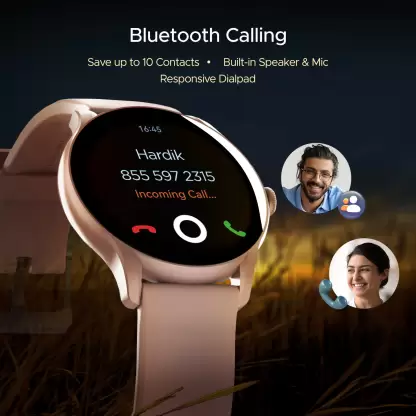 Bluetooth Calling
Save up to 10 Contacts • Built-in Speaker & Mic
Responsive Dialpad
16:45
Hardik
855 597 2315
Incoming Call...